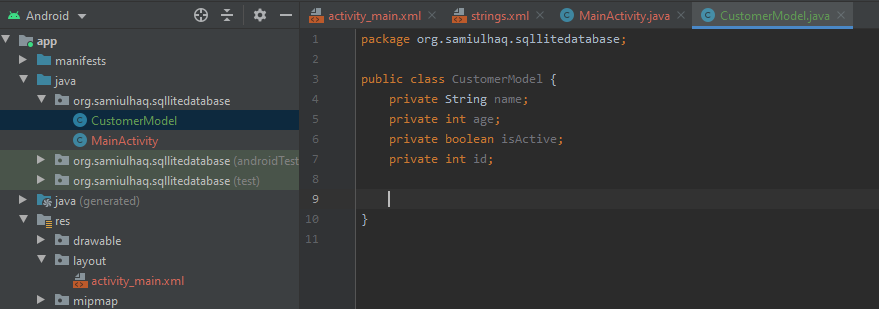 Android
app
manifests
java
org.samiulhaq.sqllitedatabase
CustomerModel
MainActivity
org.samiulhaq.sqllitedatabase (androidTest
org.samiulhaq.sqllitedatabase (test)
java (generated)
res
drawable
layout
activity_main.xml
mipmap
activity_main.xml strings.xml MainActivity.java CustomerModel.java
1 package org.samiulhaq.sqllitedatabase;
2
3 public class CustomerModel {
4 private String name;
5 private int age;
6 private boolean isActive;
7 private int id;
8
9
10 }
11